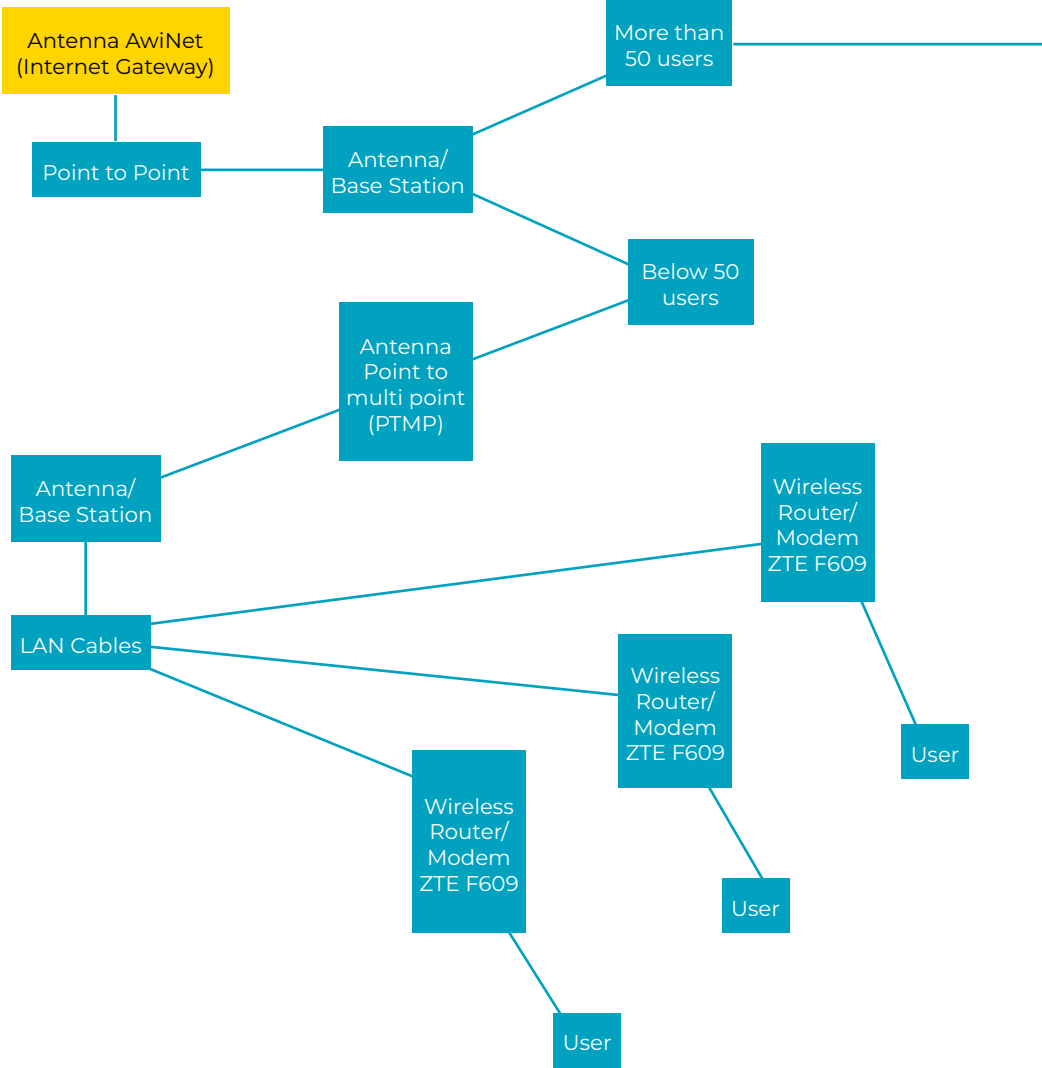 Antenna AwiNet
(Internet Gateway)
More than
50 users
Point to Point
Antenna/
Base Station
Below 50
users
Antenna
Point to
multi point
(PTMP)
Antenna/
Base Station
LAN Cables
Wireless
Router/
Modem
ZTE F609
User
Wireless
Router/
Modem
ZTE F609
User
Wireless
Router/
Modem
ZTE F609
User